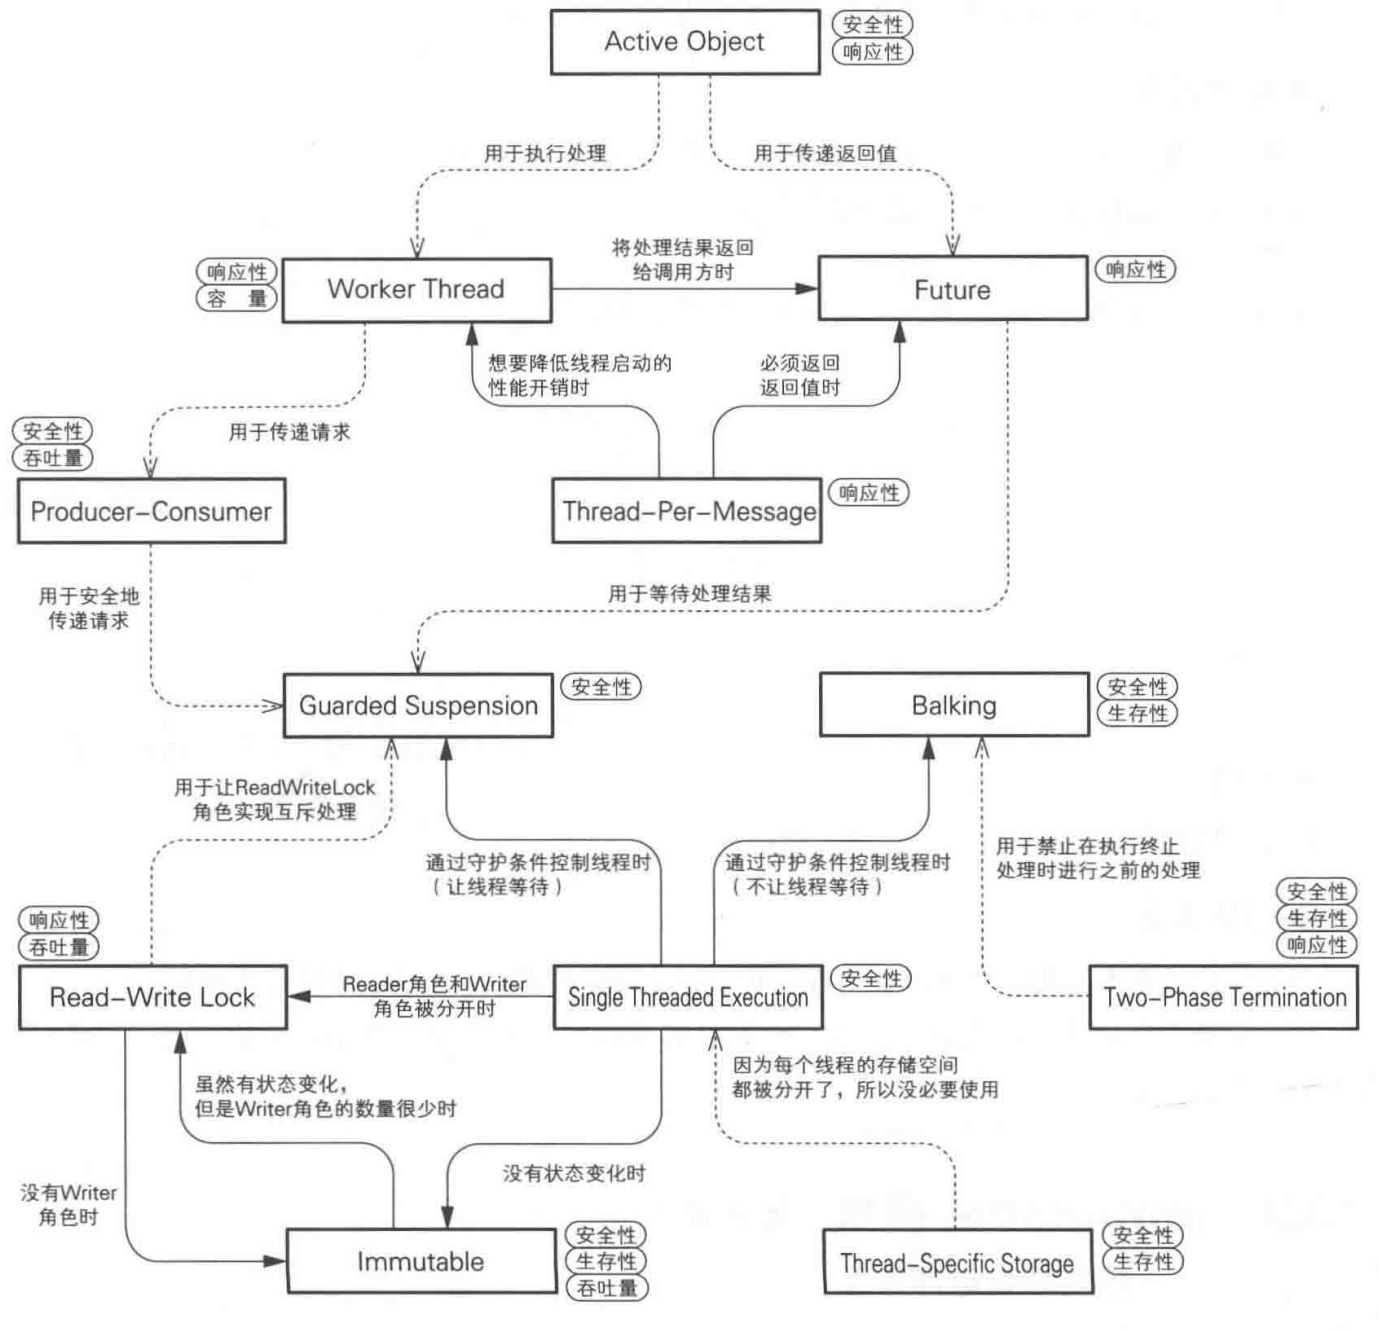 Active Object
安全性
响应性
用于执行处理
用于传递返回值
响应性
容 量
Worker Thread
将处理结果返回
给调用方时
Future
响应性
想要降低线程启动的
性能开销时
必须返回
返回值时
安全性
吞吐量
用于传递请求
Producer–Consumer
Thread–Per–Message
响应性
用于安全地
传递请求
用于等待处理结果
Guarded Suspension
安全性
Balking
安全性
生存性
用于让ReadWriteLock
角色实现互斥处理
通过守护条件控制线程时
（让线程等待）
通过守护条件控制线程时
（不让线程等待）
用于禁止在执行终止
处理时进行之前的处理
响应性
吞吐量
安全性
生存性
响应性
Read–Write Lock
Reader角色和Writer
角色被分开时
Single Threaded Execution
安全性
Two–Phase Termination
虽然有状态变化，
但是Writer角色的数量很少时
因为每个线程的存储空间
都被分开了，所以没必要使用
没有Writer
角色时
没有状态变化时
Immutable
安全性
生存性
吞吐量
Thread–Specific Storage
安全性
生存性